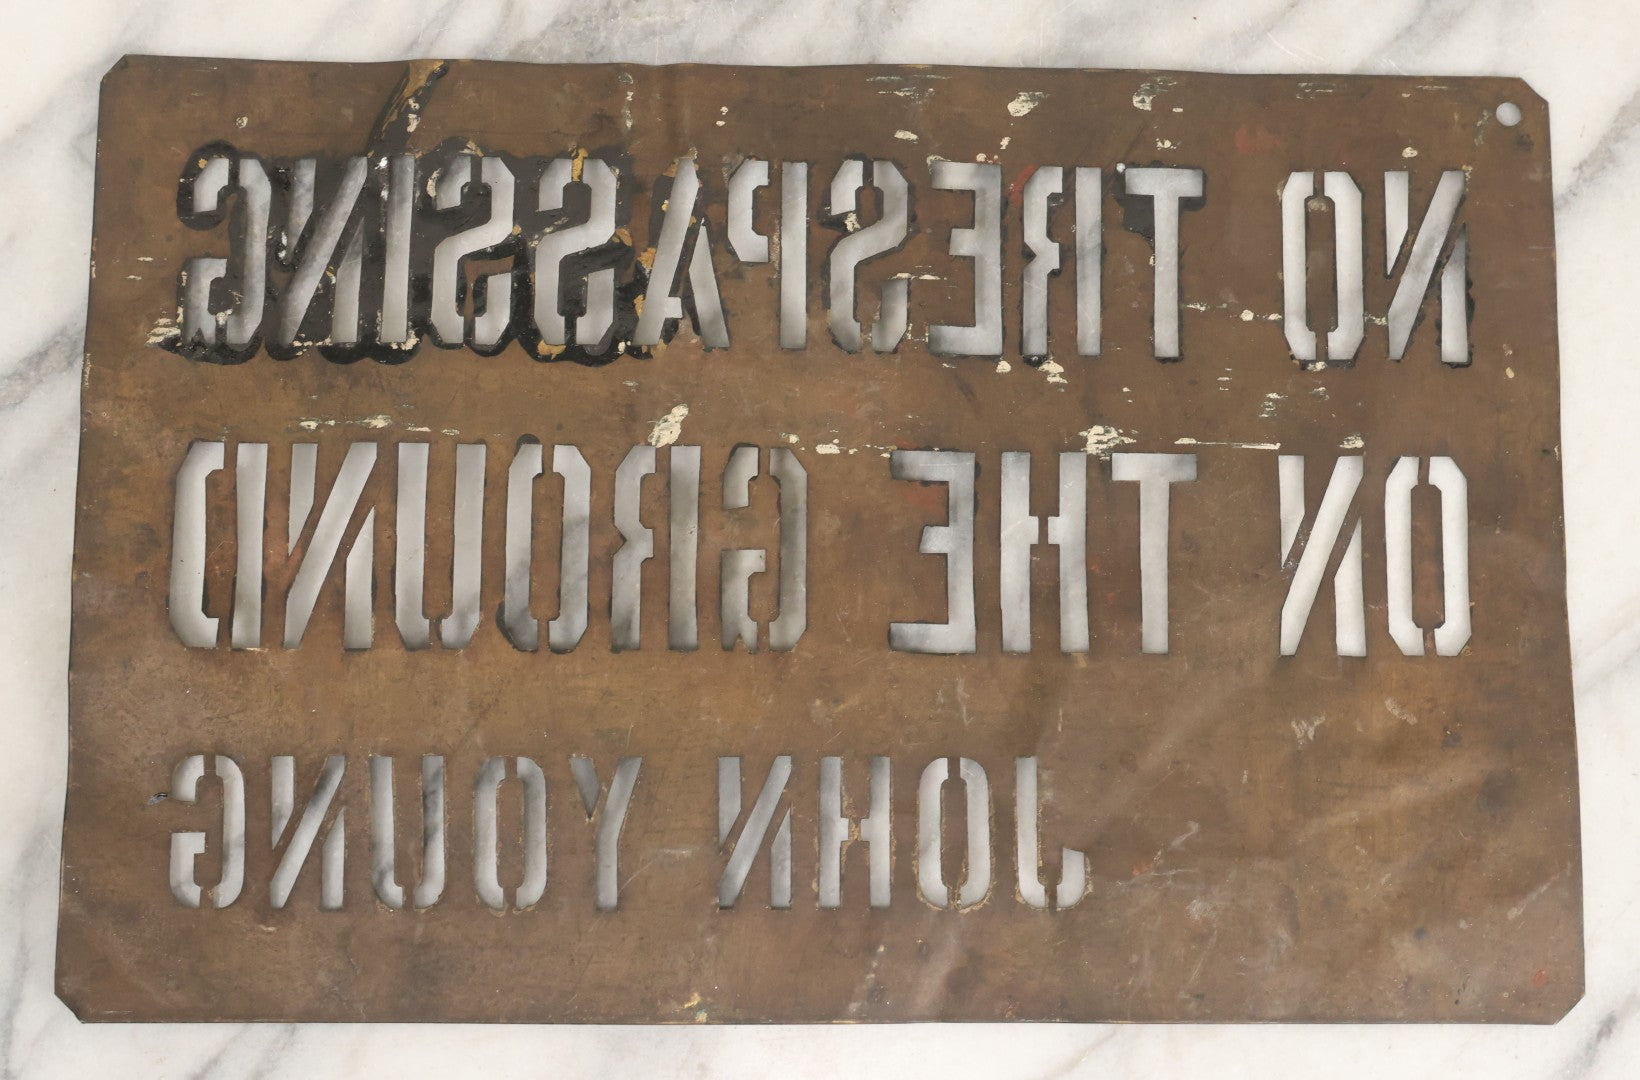 NO TRESPASSING
ON THE GROUND
JOHN YOUNG